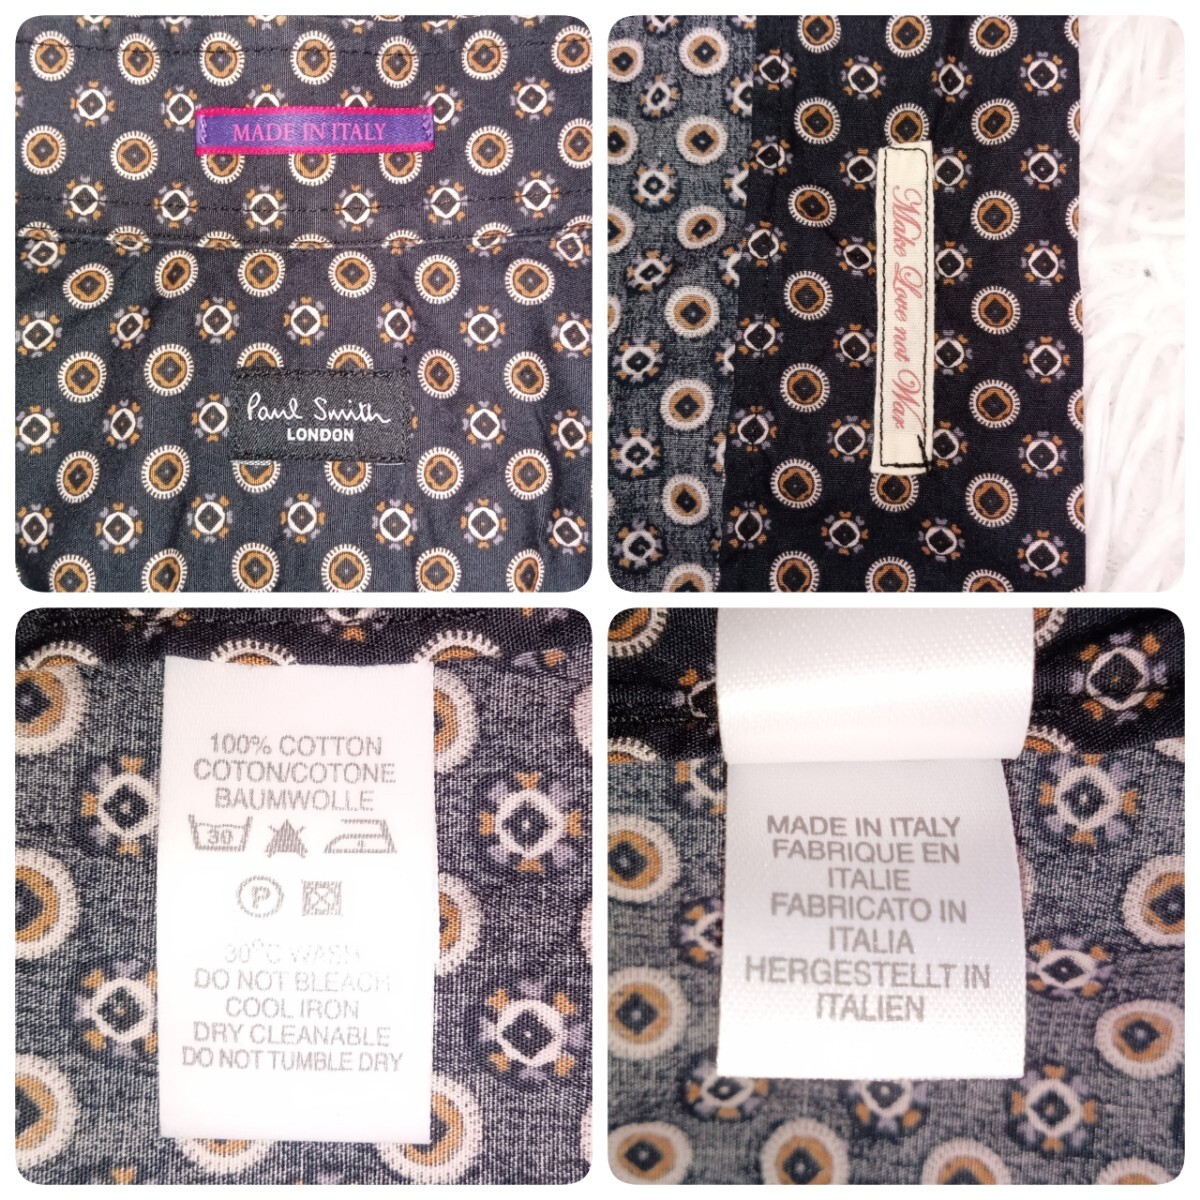 MADE IN ITALY
Paul Smith
LONDON
Make Love not War
100% COTTON
COTON/COTONE
BAUMWOLLE
30
P
30°C WASH
DO NOT BLEACH
COOL IRON
DRY CLEANABLE
DO NOT TUMBLE DRY
MADE IN ITALY
FABRIQUE EN
ITALIE
FABRICATO IN
ITALIA
HERGESTELLT IN
ITALIEN